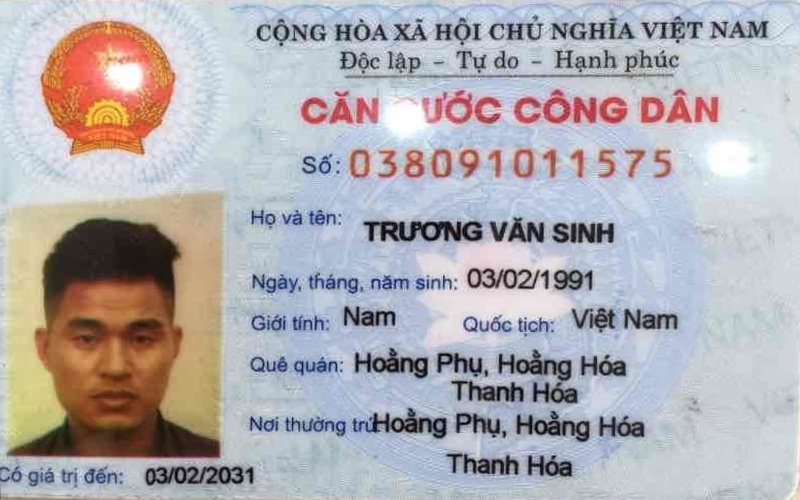 CỘNG HÒA XÃ HỘI CHỦ NGHĨA VIỆT NAM
Độc lập - Tự do - Hạnh phúc
CĂN CƯỚC CÔNG DÂN
Số: 038091011575
Họ và tên: TRƯƠNG VĂN SINH
Ngày, tháng, năm sinh: 03/02/1991
Giới tính: Nam Quốc tịch: Việt Nam
Quê quán: Hoằng Phụ, Hoằng Hóa
Thanh Hóa
Nơi thường trú: Hoằng Phụ, Hoằng Hóa
Thanh Hóa
Có giá trị đến: 03/02/2031